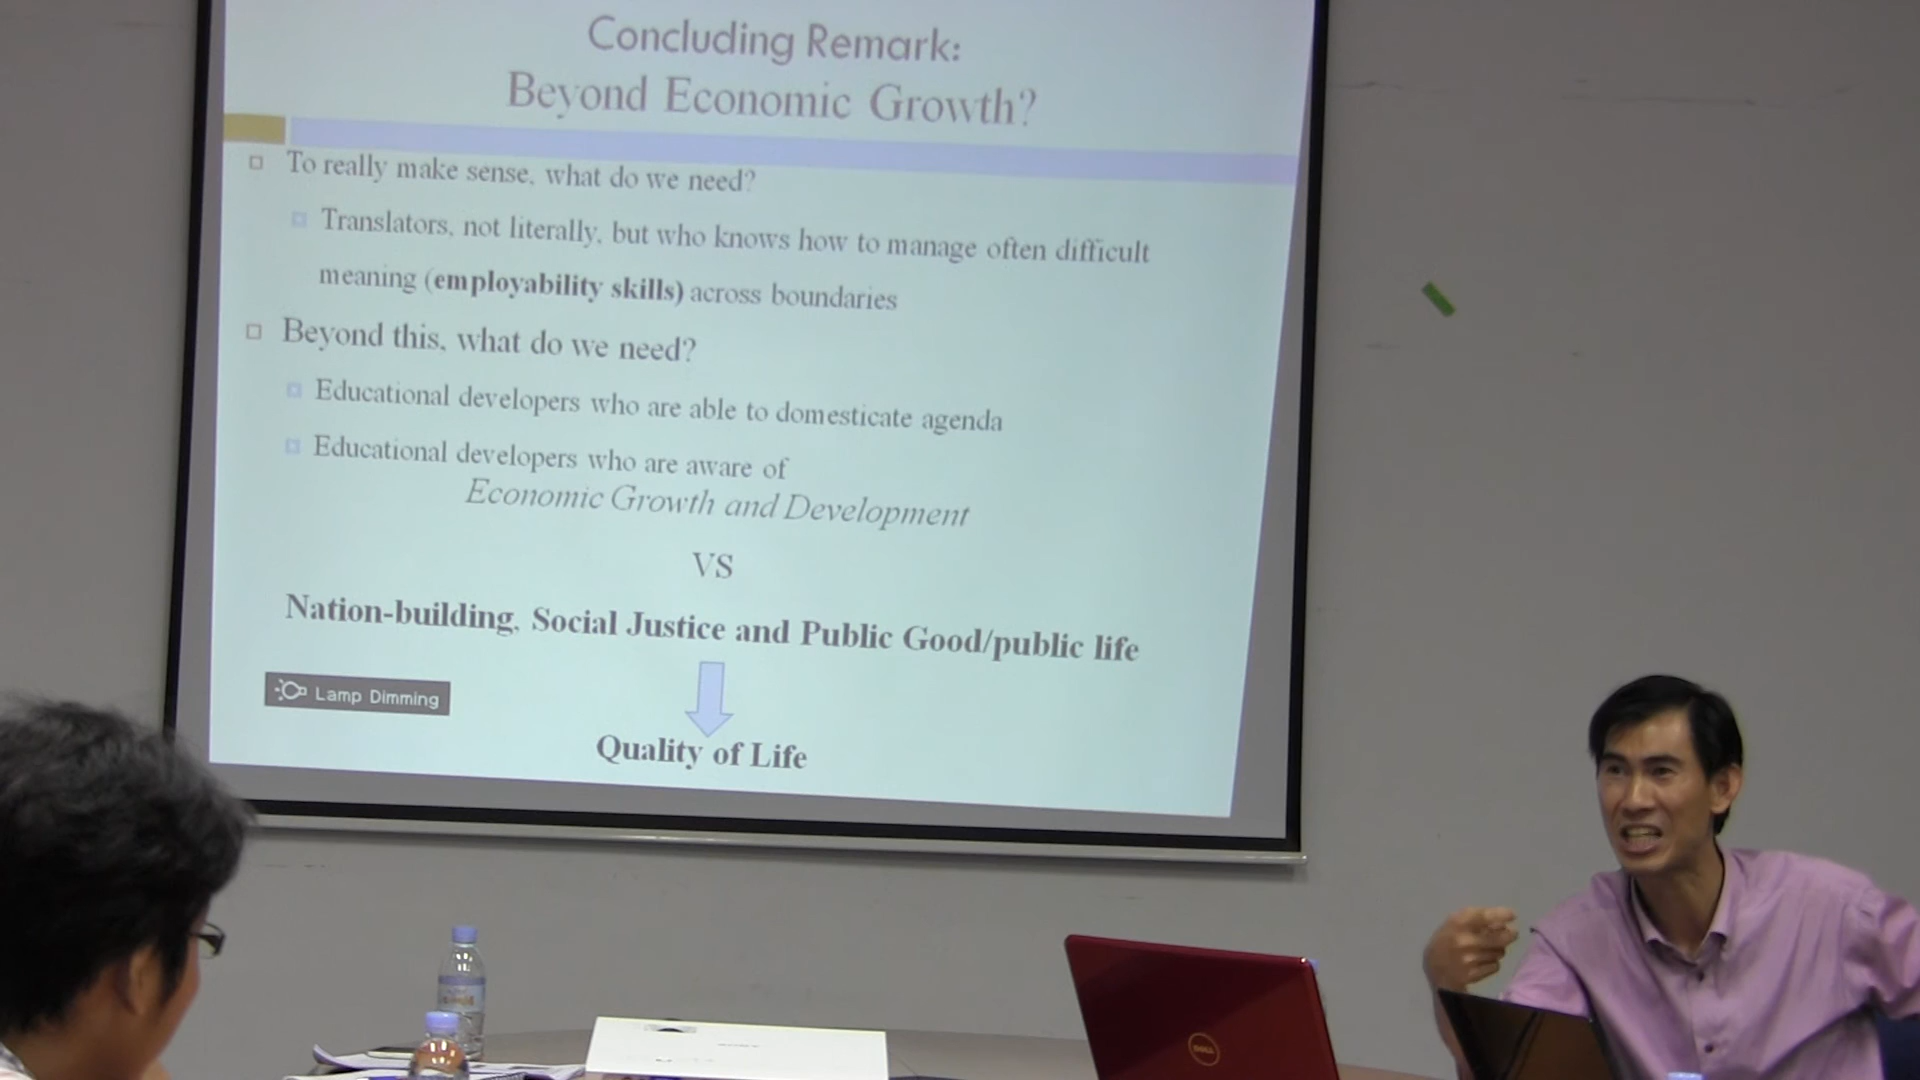 Concluding Remark:
Beyond Economic Growth?
To really make sense, what do we need?
Translators, not literally, but who knows how to manage often difficult
meaning (employability skills) across boundaries
Beyond this, what do we need?
Educational developers who are able to domesticate agenda
Educational developers who are aware of
Economic Growth and Development
VS
Nation-building, Social Justice and Public Good/public life
Lamp Dimming
Quality of Life
DELL